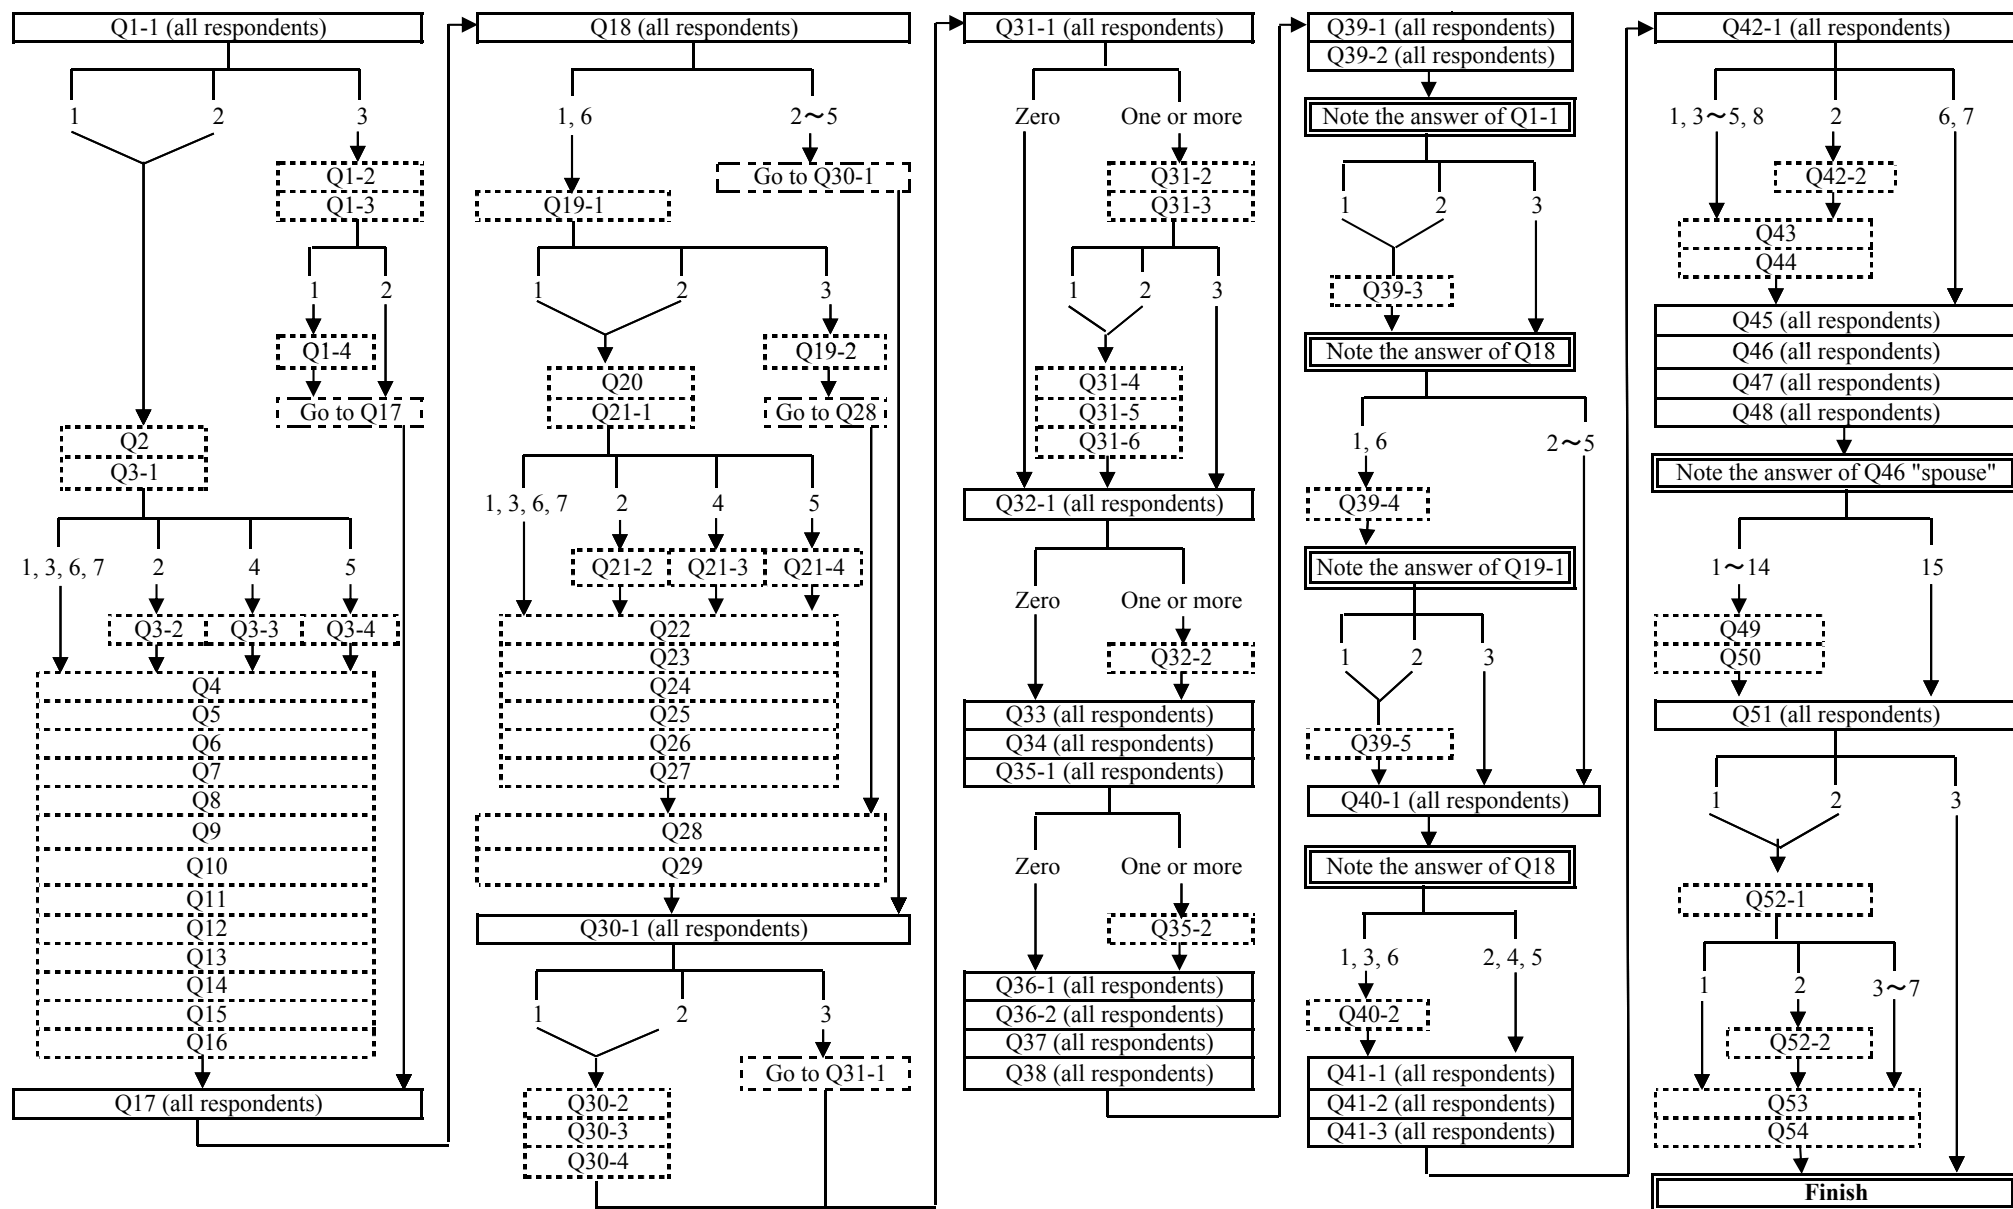 Q1-1 (all respondents)
1
2
3
Q1-2
Q1-3
1
2
Q1-4
Go to Q17
Q2
Q3-1
1, 3, 6, 7
2
4
5
Q3-2
Q3-3
Q3-4
Q4
Q5
Q6
Q7
Q8
Q9
Q10
Q11
Q12
Q13
Q14
Q15
Q16
Q17 (all respondents)
Q18 (all respondents)
1, 6
2～5
Go to Q30-1
Q19-1
1
2
3
Q19-2
Go to Q28
Q20
Q21-1
1, 3, 6, 7
2
4
5
Q21-2
Q21-3
Q21-4
Q22
Q23
Q24
Q25
Q26
Q27
Q28
Q29
Q30-1 (all respondents)
1
2
3
Go to Q31-1
Q30-2
Q30-3
Q30-4
Q31-1 (all respondents)
Zero
One or more
Q31-2
Q31-3
1
2
3
Q31-4
Q31-5
Q31-6
Q32-1 (all respondents)
Zero
One or more
Q32-2
Q33 (all respondents)
Q34 (all respondents)
Q35-1 (all respondents)
Zero
One or more
Q35-2
Q36-1 (all respondents)
Q36-2 (all respondents)
Q37 (all respondents)
Q38 (all respondents)
Q39-1 (all respondents)
Q39-2 (all respondents)
Note the answer of Q1-1
1
2
3
Q39-3
Note the answer of Q18
1, 6
2～5
Q39-4
Note the answer of Q19-1
1
2
3
Q39-5
Q40-1 (all respondents)
Note the answer of Q18
1, 3, 6
2, 4, 5
Q40-2
Q41-1 (all respondents)
Q41-2 (all respondents)
Q41-3 (all respondents)
Q42-1 (all respondents)
1, 3～5, 8
2
6, 7
Q42-2
Q43
Q44
Q45 (all respondents)
Q46 (all respondents)
Q47 (all respondents)
Q48 (all respondents)
Note the answer of Q46 "spouse"
1～14
15
Q49
Q50
Q51 (all respondents)
1
2
3
Q52-1
1
2
3～7
Q52-2
Q53
Q54
Finish